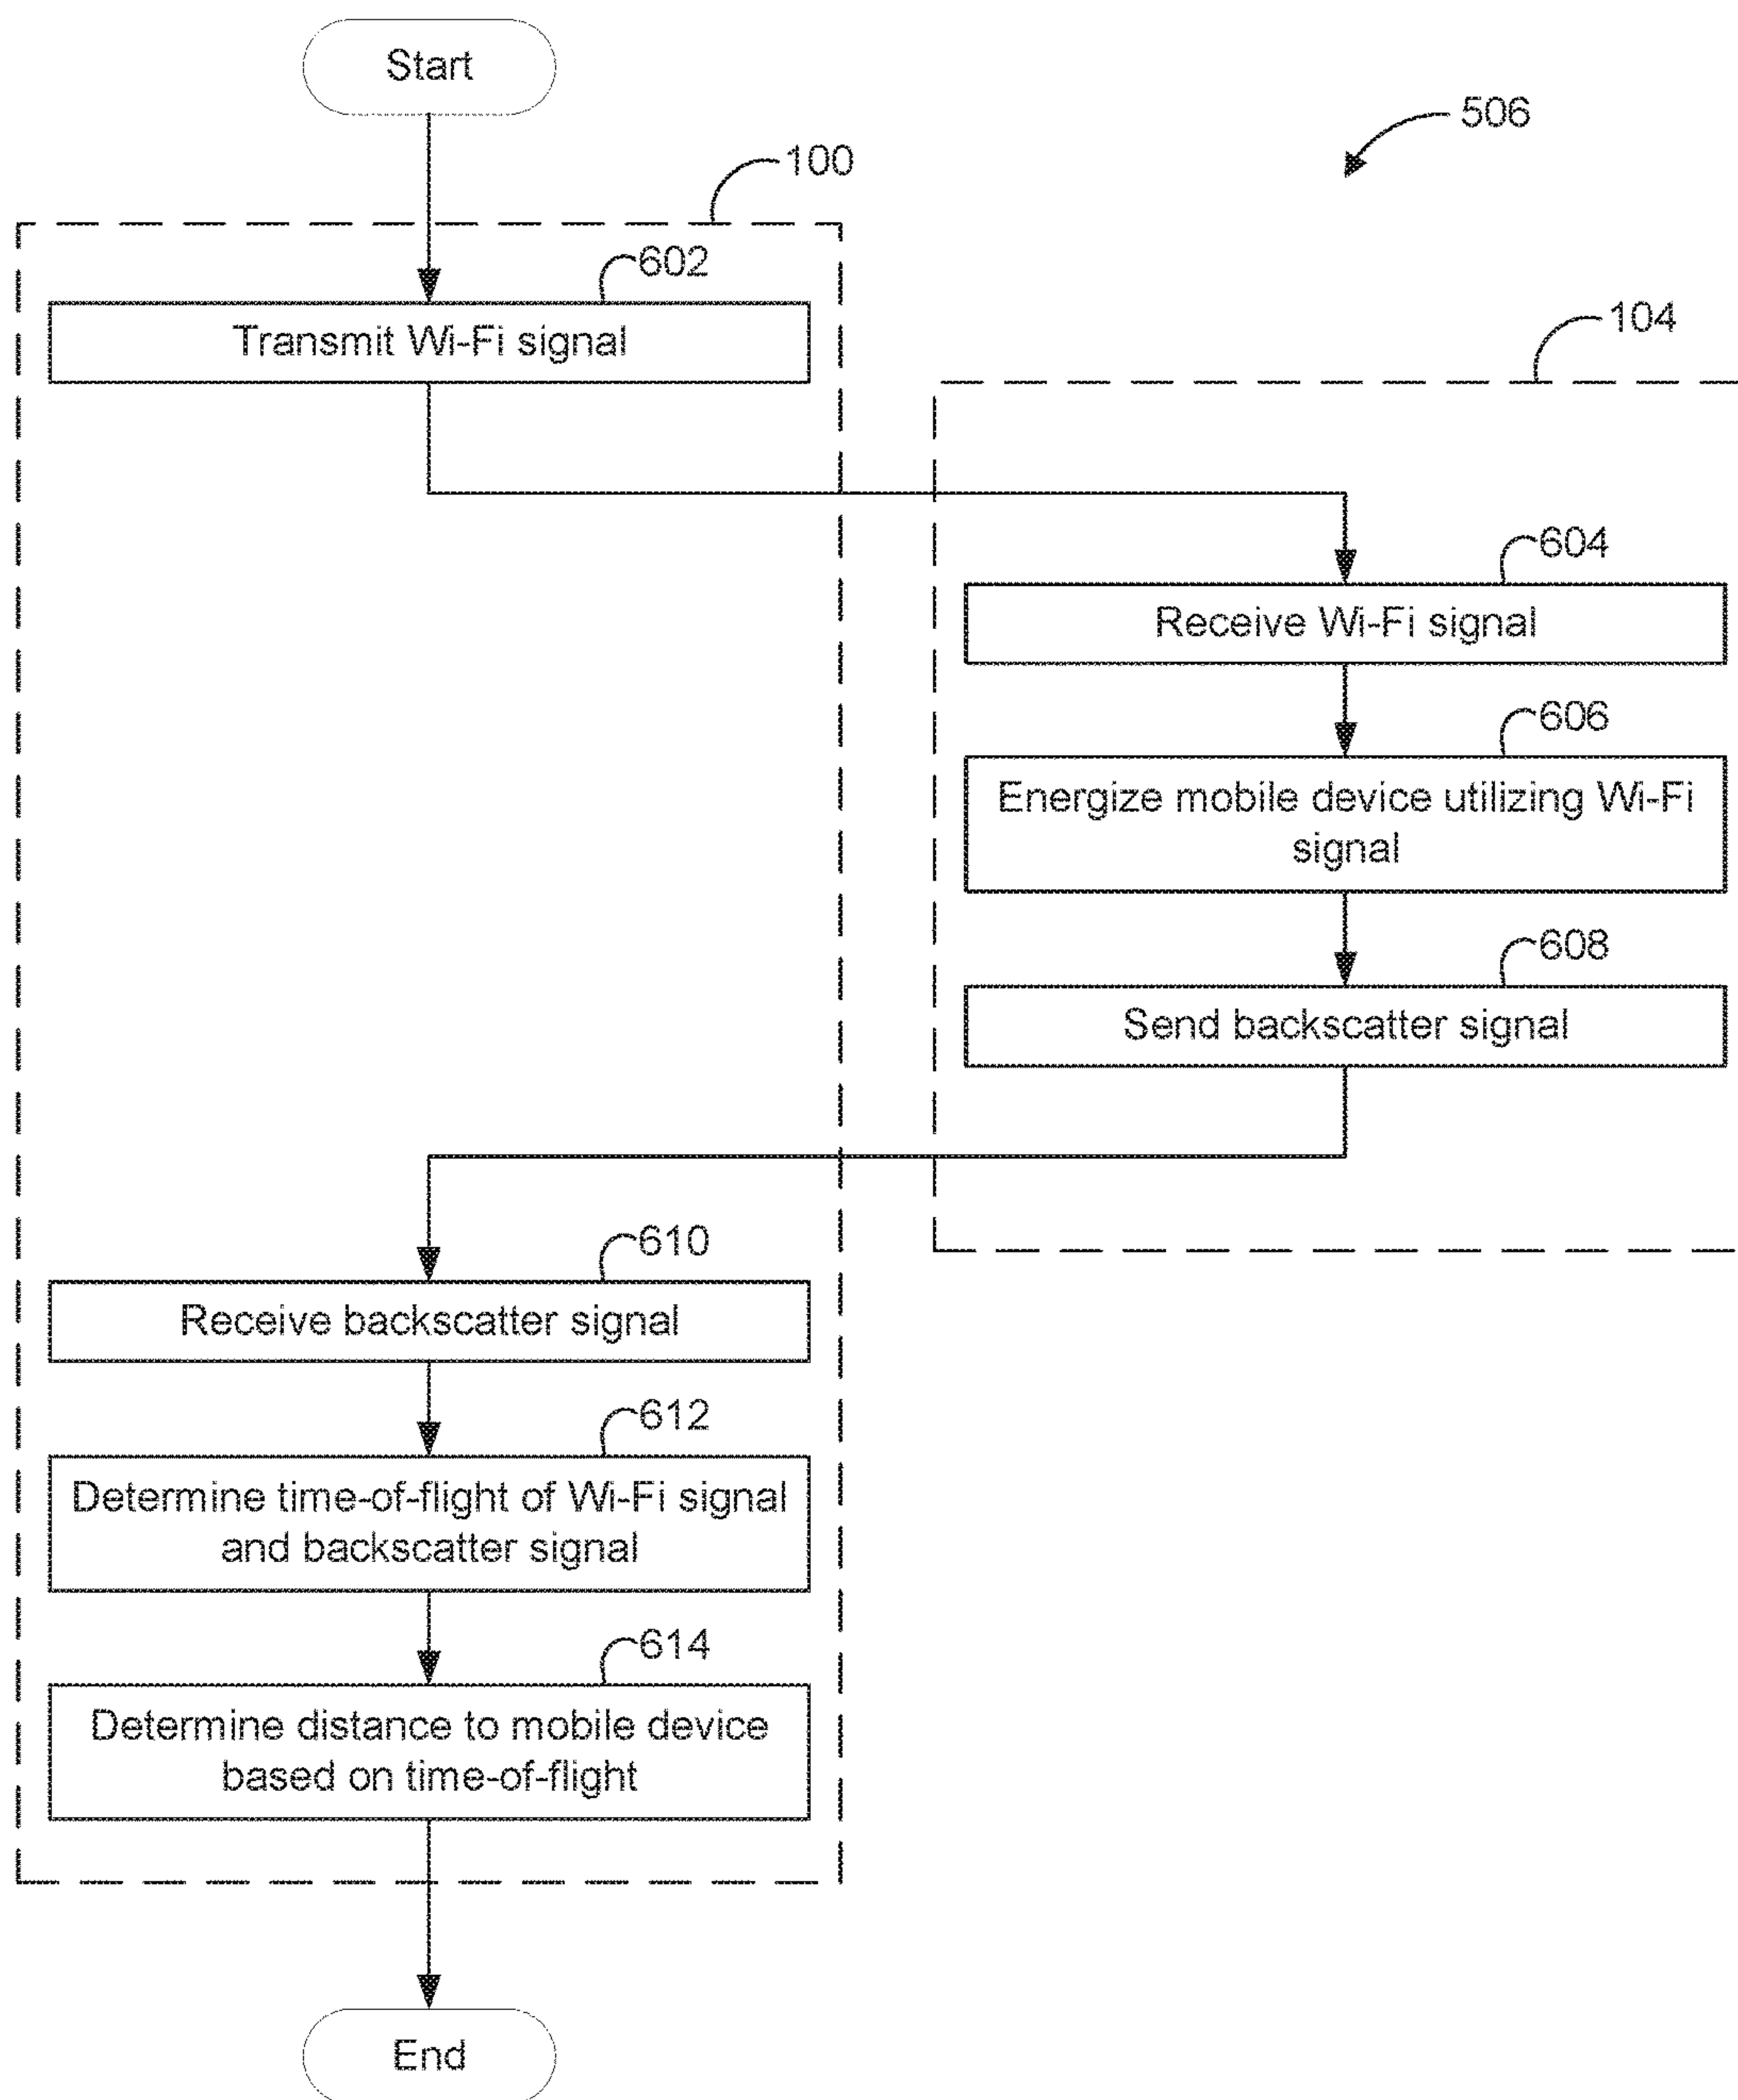 Start
506
100
602
Transmit Wi-Fi signal
104
604
Receive Wi-Fi signal
606
Energize mobile device utilizing Wi-Fi
signal
608
Send backscatter signal
610
Receive backscatter signal
612
Determine time-of-flight of Wi-Fi signal
and backscatter signal
614
Determine distance to mobile device
based on time-of-flight
End